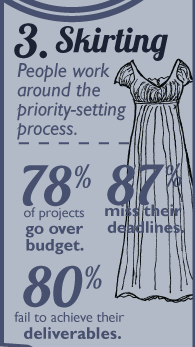 3. Skirting
People work
around the
priority-setting
process.
78% 87%
of projects miss their
go over deadlines.
budget.
80%
fail to achieve their
deliverables.